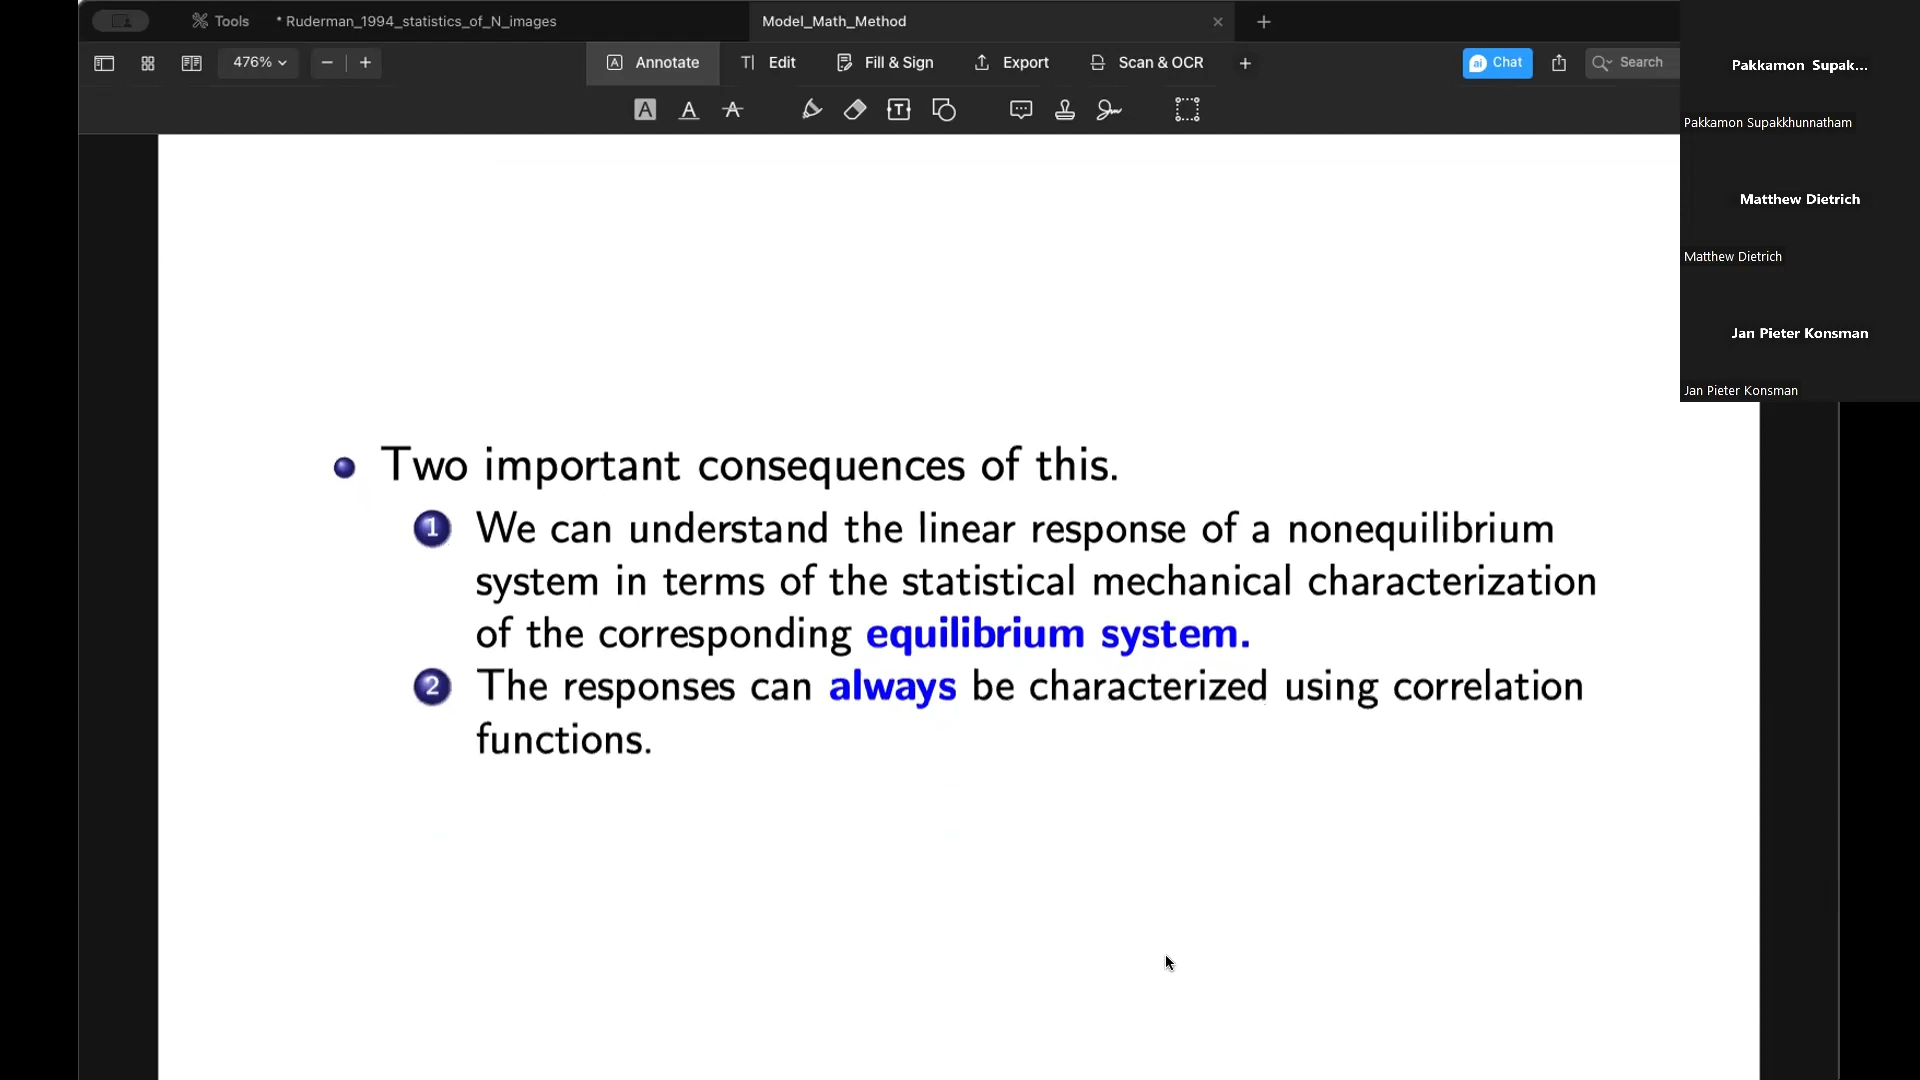 Tools
* Ruderman_1994_statistics_of_N_images
Model_Math_Method
476%
Annotate
Edit
Fill & Sign
Export
Scan & OCR
ai Chat
Search
A A A T
Pakkamon Supak...
Pakkamon Supakkhunnatham
Matthew Dietrich
Matthew Dietrich
Jan Pieter Konsman
Jan Pieter Konsman
Two important consequences of this.
1 We can understand the linear response of a nonequilibrium
system in terms of the statistical mechanical characterization
of the corresponding equilibrium system.
2 The responses can always be characterized using correlation
functions.